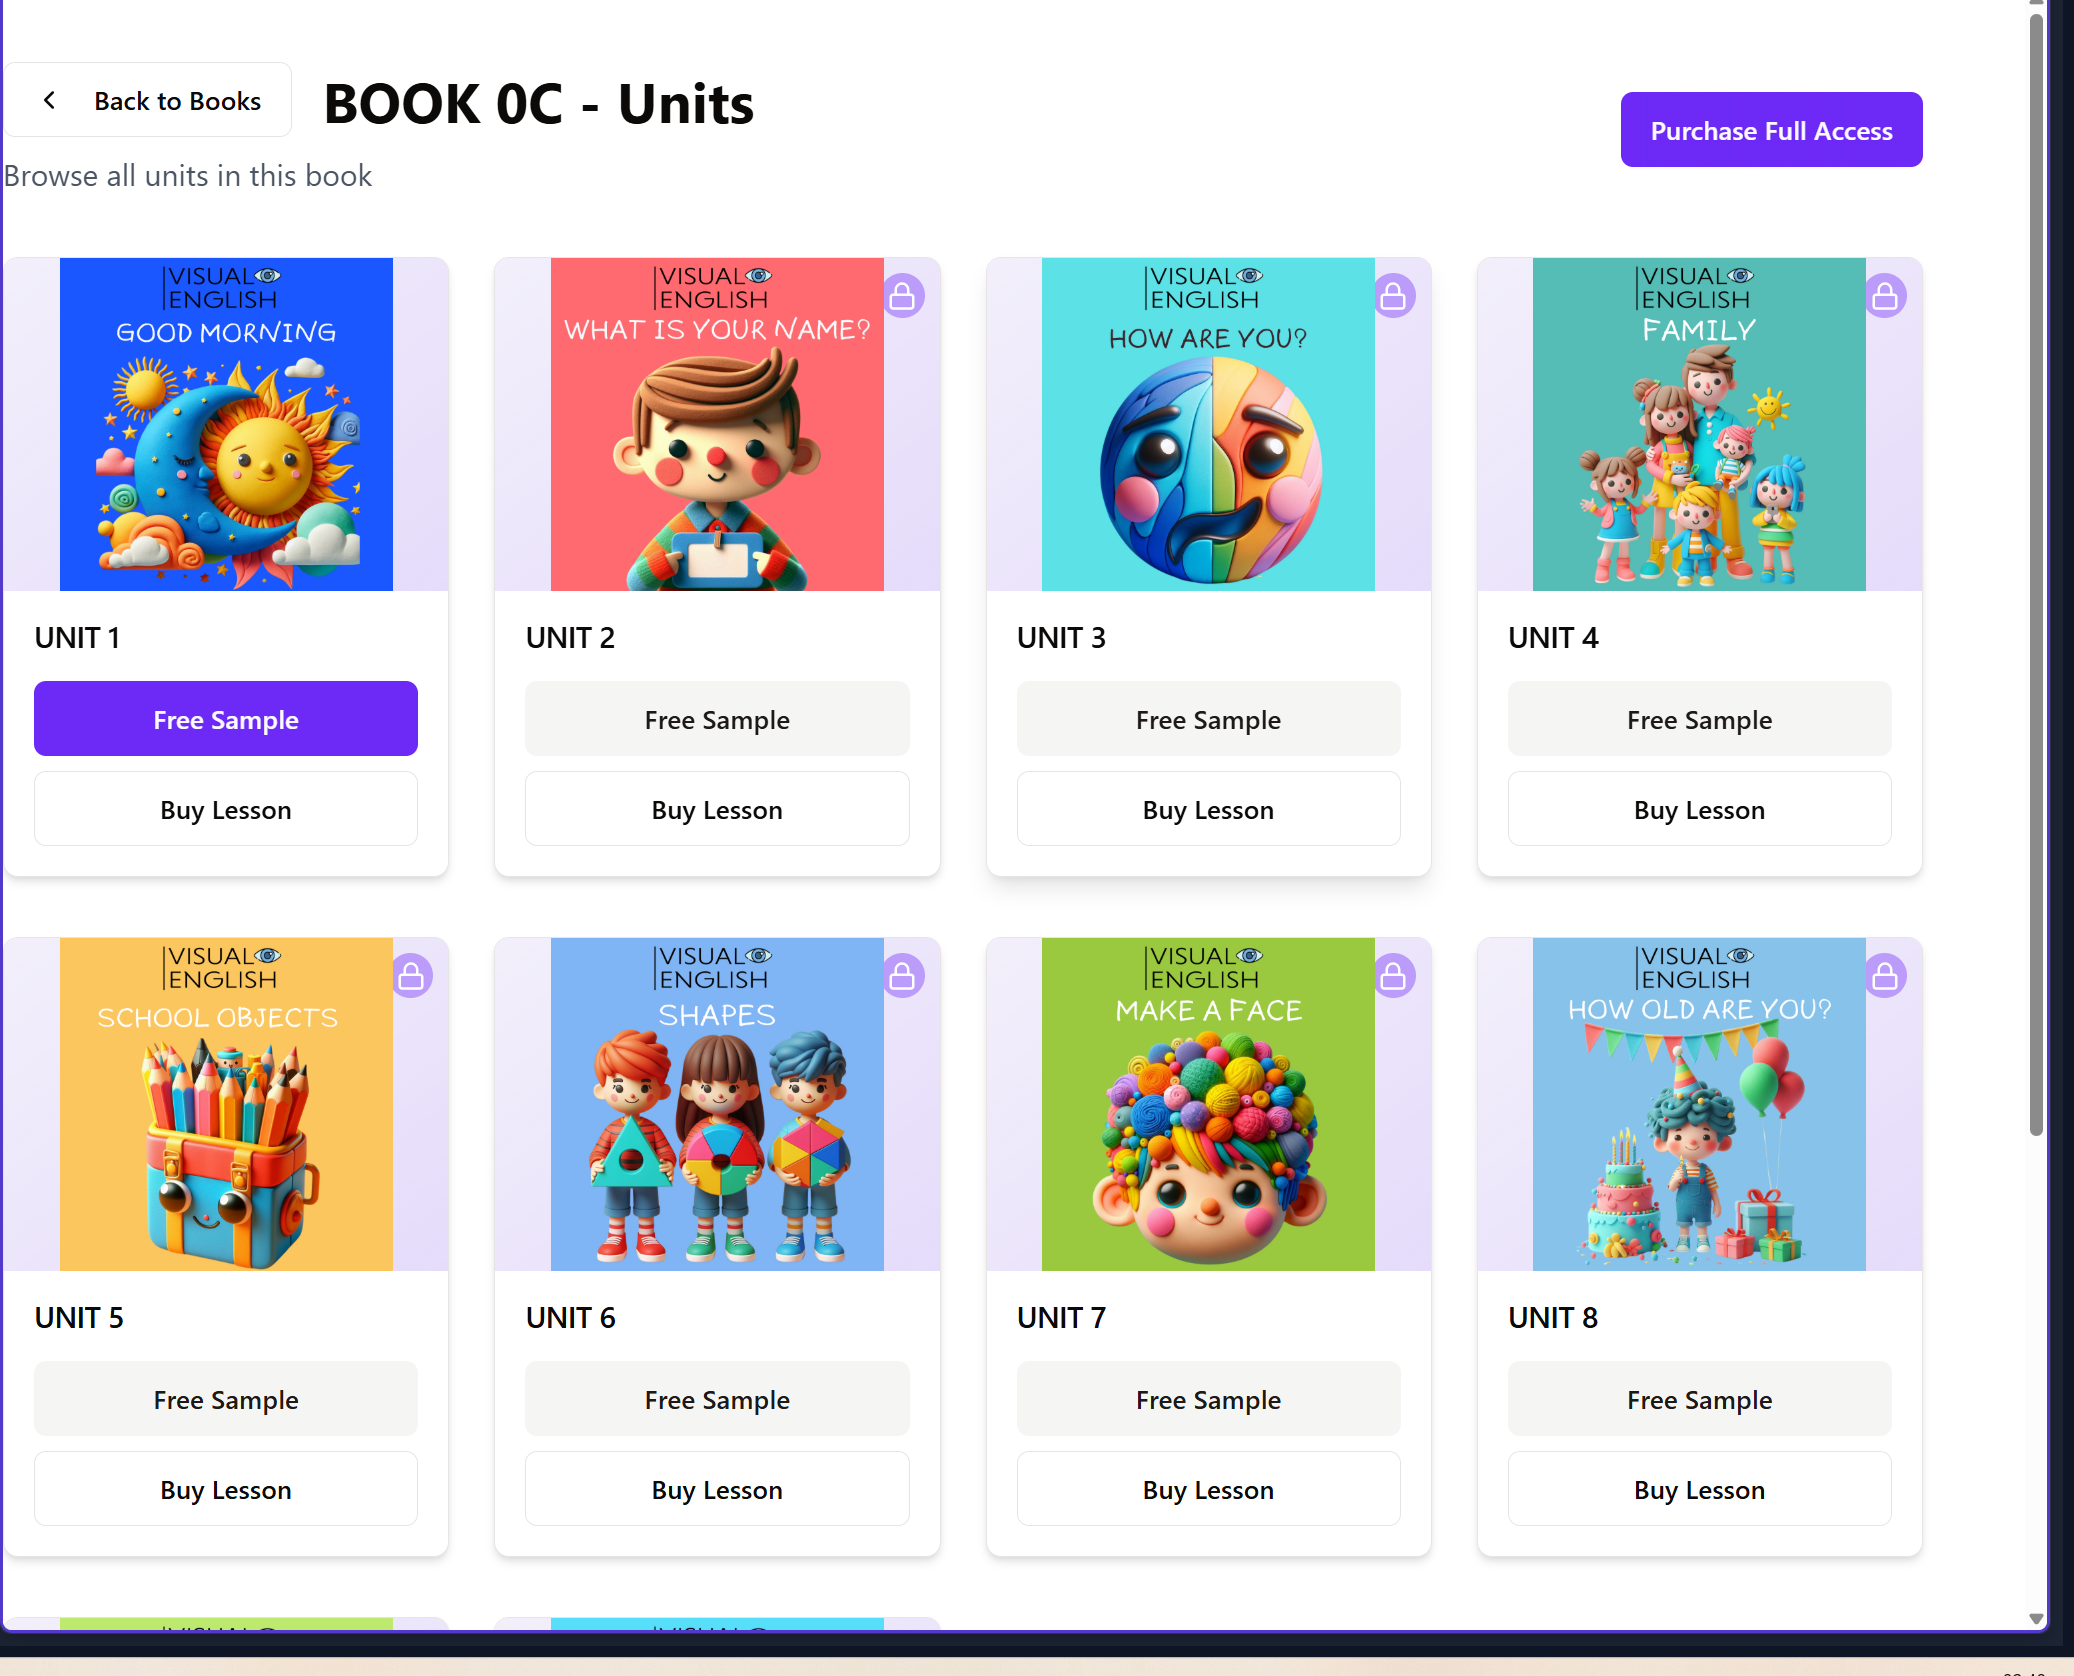 Back to Books
BOOK 0C - Units
Purchase Full Access
Browse all units in this book
VISUAL
ENGLISH
GOOD MORNING
VISUAL
ENGLISH
WHAT IS YOUR NAME?
VISUAL
ENGLISH
HOW ARE YOU?
VISUAL
ENGLISH
FAMILY
UNIT 1
UNIT 2
UNIT 3
UNIT 4
Free Sample
Free Sample
Free Sample
Free Sample
Buy Lesson
Buy Lesson
Buy Lesson
Buy Lesson
VISUAL
ENGLISH
SCHOOL OBJECTS
VISUAL
ENGLISH
SHAPES
VISUAL
ENGLISH
MAKE A FACE
VISUAL
ENGLISH
HOW OLD ARE YOU?
UNIT 5
UNIT 6
UNIT 7
UNIT 8
Free Sample
Free Sample
Free Sample
Free Sample
Buy Lesson
Buy Lesson
Buy Lesson
Buy Lesson